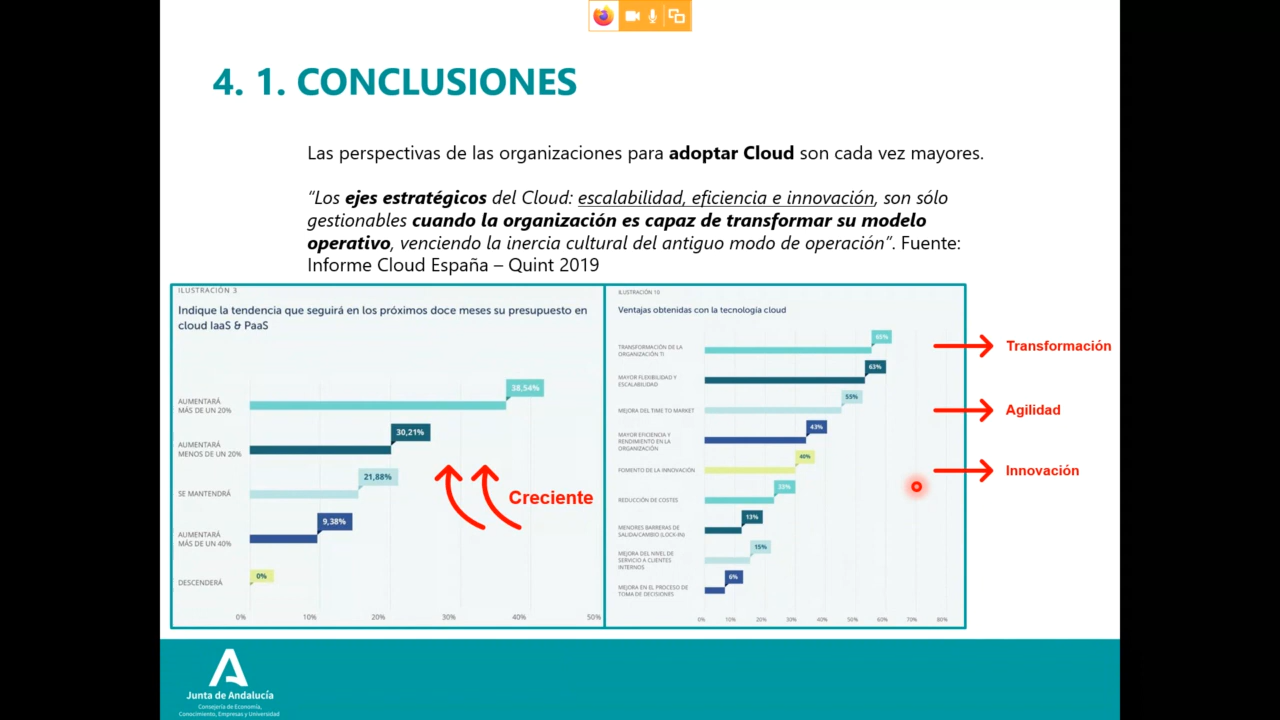 4. 1. CONCLUSIONES
Las perspectivas de las organizaciones para adoptar Cloud son cada vez mayores.
“Los ejes estratégicos del Cloud: escalabilidad, eficiencia e innovación, son sólo
gestionables cuando la organización es capaz de transformar su modelo
operativo, venciendo la inercia cultural del antiguo modo de operación”. Fuente:
Informe Cloud España – Quint 2019
ILUSTRACIÓN 3
Indique la tendencia que seguirá en los próximos doce meses su presupuesto en
cloud IaaS & PaaS
AUMENTARÁ
MÁS DE UN 20%
38,54%
AUMENTARÁ
MENOS DE UN 20%
30,21%
SE MANTENDRÁ
21,88%
AUMENTARÁ
MÁS DE UN 40%
9,38%
DESCENDERÁ
0%
Creciente
0% 10% 20% 30% 40% 50%
ILUSTRACIÓN 10
Ventajas obtenidas con la tecnología cloud
TRANSFORMACIÓN DE LA
ORGANIZACIÓN TI
MAYOR FLEXIBILIDAD Y
ESCALABILIDAD
63%
MEJORA DEL TIME TO MARKET
55%
MAYOR EFICIENCIA Y
RENDIMIENTO EN LA
ORGANIZACIÓN
43%
FOMENTO DE LA INNOVACIÓN
40%
REDUCCIÓN DE COSTES
MENORES BARRERAS DE
SALIDA/CAMBIO (LOCK-IN)
13%
MEJORA DEL NIVEL DE
SERVICIO A CLIENTES
INTERNOS
15%
MEJORA EN EL PROCESO DE
TOMA DE DECISIONES
6%
0% 10% 20% 30% 40% 50% 60% 70% 80%
Transformación
Agilidad
Innovación
Junta de Andalucía
Consejería de Economía,
Conocimiento, Empresas y Universidad